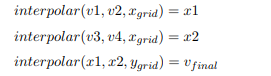 interpolar(v1, v2, x_grid) = x1
interpolar(v3, v4, x_grid) = x2
interpolar(x1, x2, y_grid) = v_final